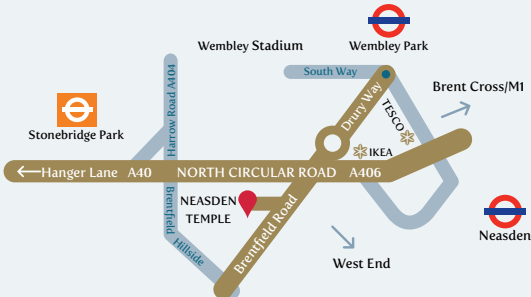 Wembley Stadium
Wembley Park
South Way
Harrow Road A404
Drury Way
Brent Cross/M1
TESCO
Stonebridge Park
IKEA
Hanger Lane A40 NORTH CIRCULAR ROAD A406
NEASDEN
TEMPLE
Brentfield
Brentfield Road
Neasden
Hillside
West End